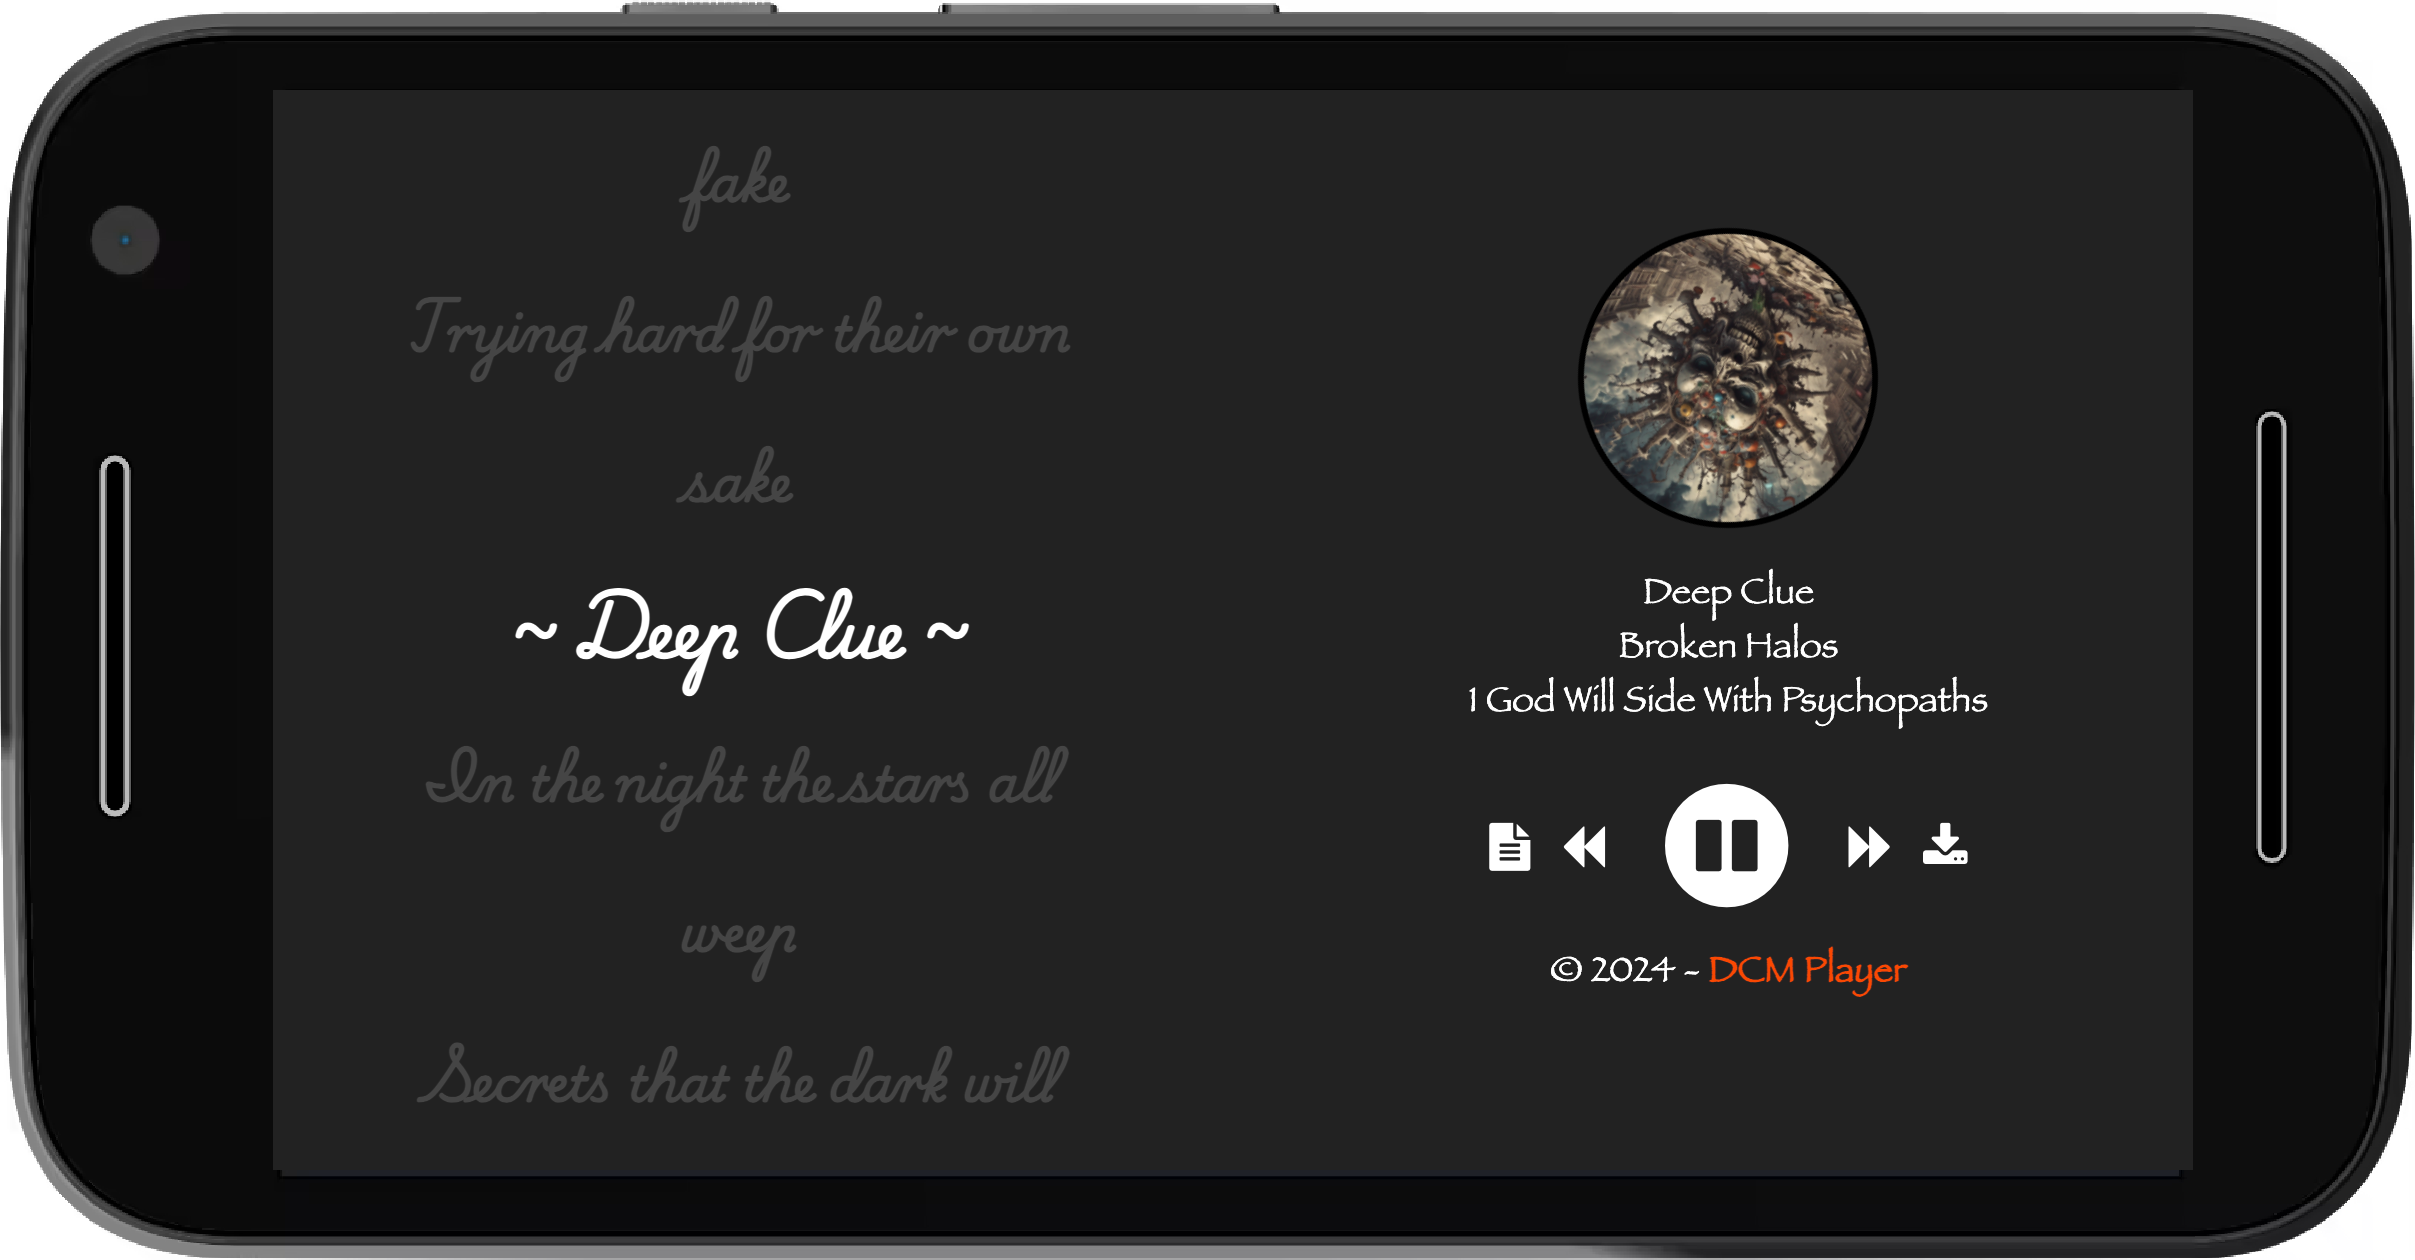 fake
Trying hard for their own
sake
~ Deep Clue ~
In the night the stars all
weep
Secrets that the dark will
Deep Clue
Broken Halos
1 God Will Side With Psychopaths
© 2024 - DCM Player